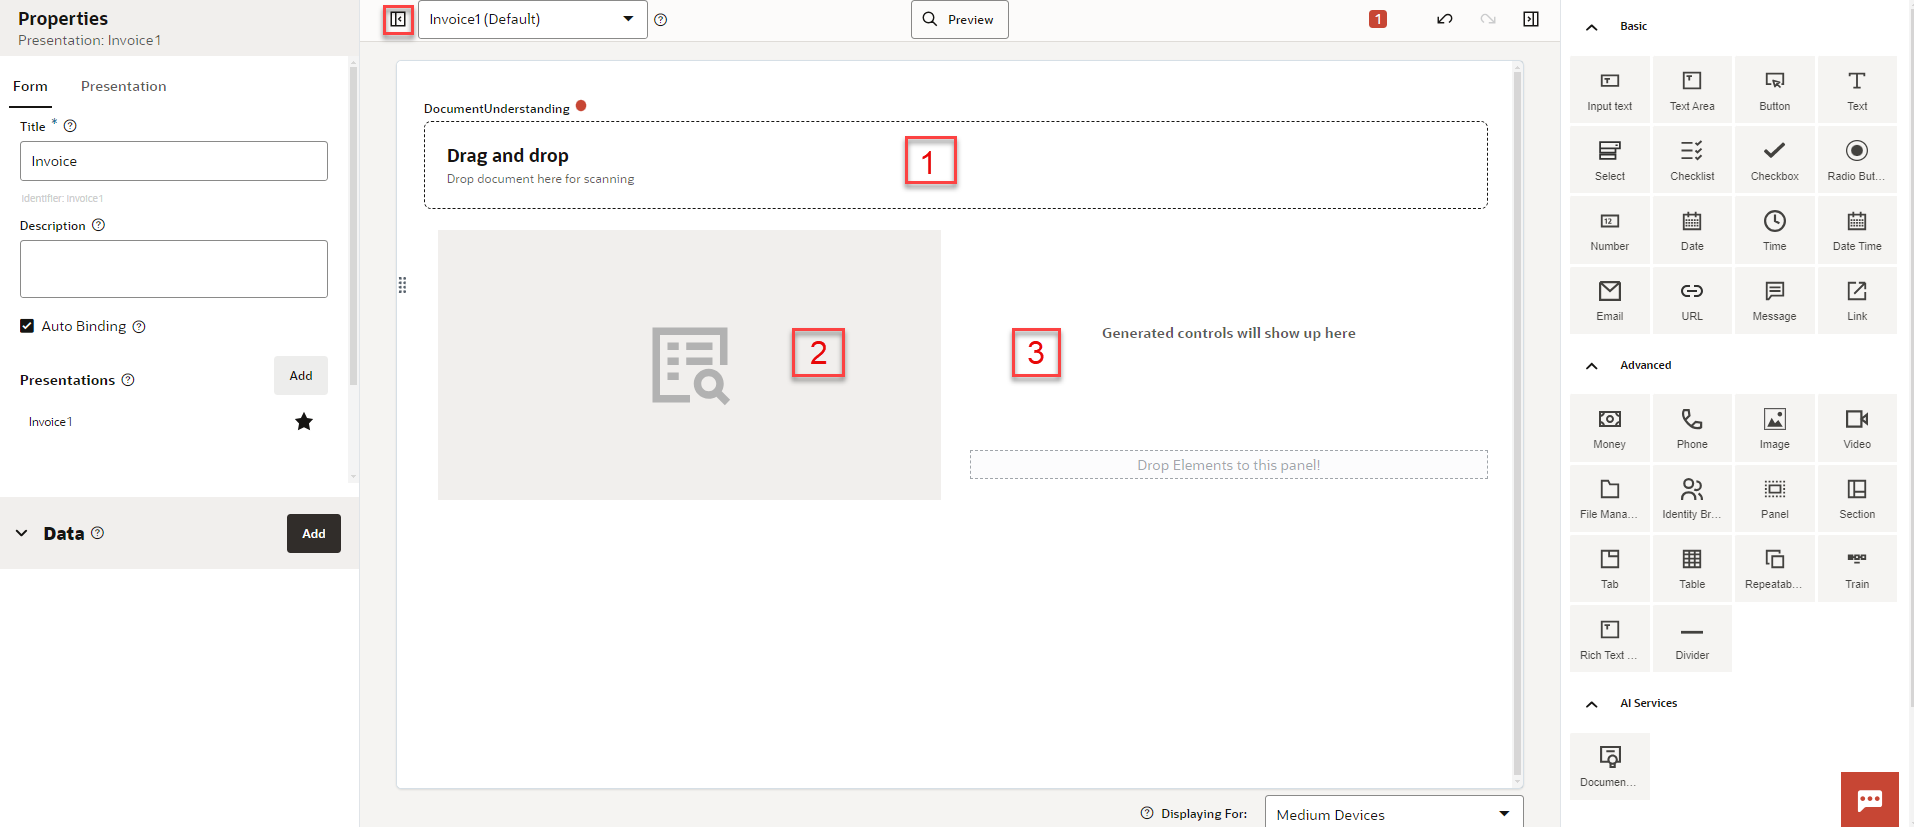 Properties
Presentation: Invoice1
Form
Presentation
Title *
Invoice
Identifier: Invoice1
Description
Auto Binding
Presentations
Add
Invoice1
Data
Add
Invoice1 (Default)
Preview
1
DocumentUnderstanding
Drag and drop
Drop document here for scanning
1
2
3
Generated controls will show up here
Drop Elements to this panel!
Displaying For:
Medium Devices
Basic
Input text
Text Area
Button
Text
Select
Checklist
Checkbox
Radio But...
Number
Date
Time
Date Time
Email
URL
Message
Link
Advanced
Money
Phone
Image
Video
File Mana...
Identity Br...
Panel
Section
Tab
Table
Repeatab...
Train
Rich Text ...
Divider
AI Services
Documen...